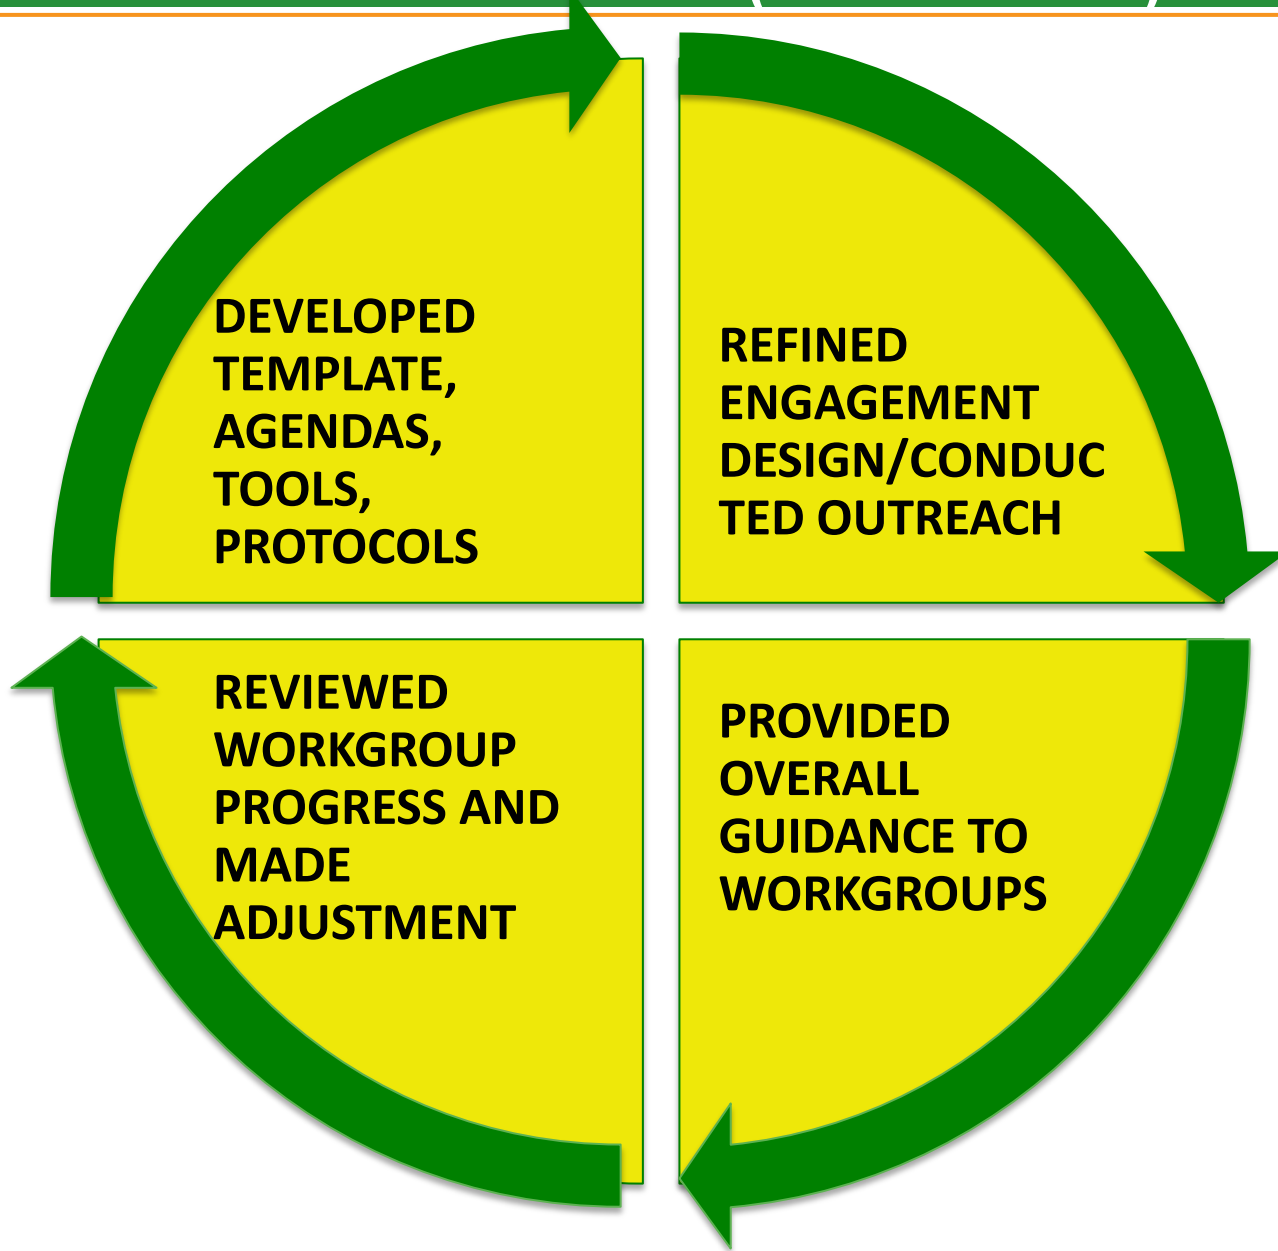 DEVELOPED
TEMPLATE,
AGENDAS,
TOOLS,
PROTOCOLS
REFINED
ENGAGEMENT
DESIGN/CONDUC
TED OUTREACH
REVIEWED
WORKGROUP
PROGRESS AND
MADE
ADJUSTMENT
PROVIDED
OVERALL
GUIDANCE TO
WORKGROUPS